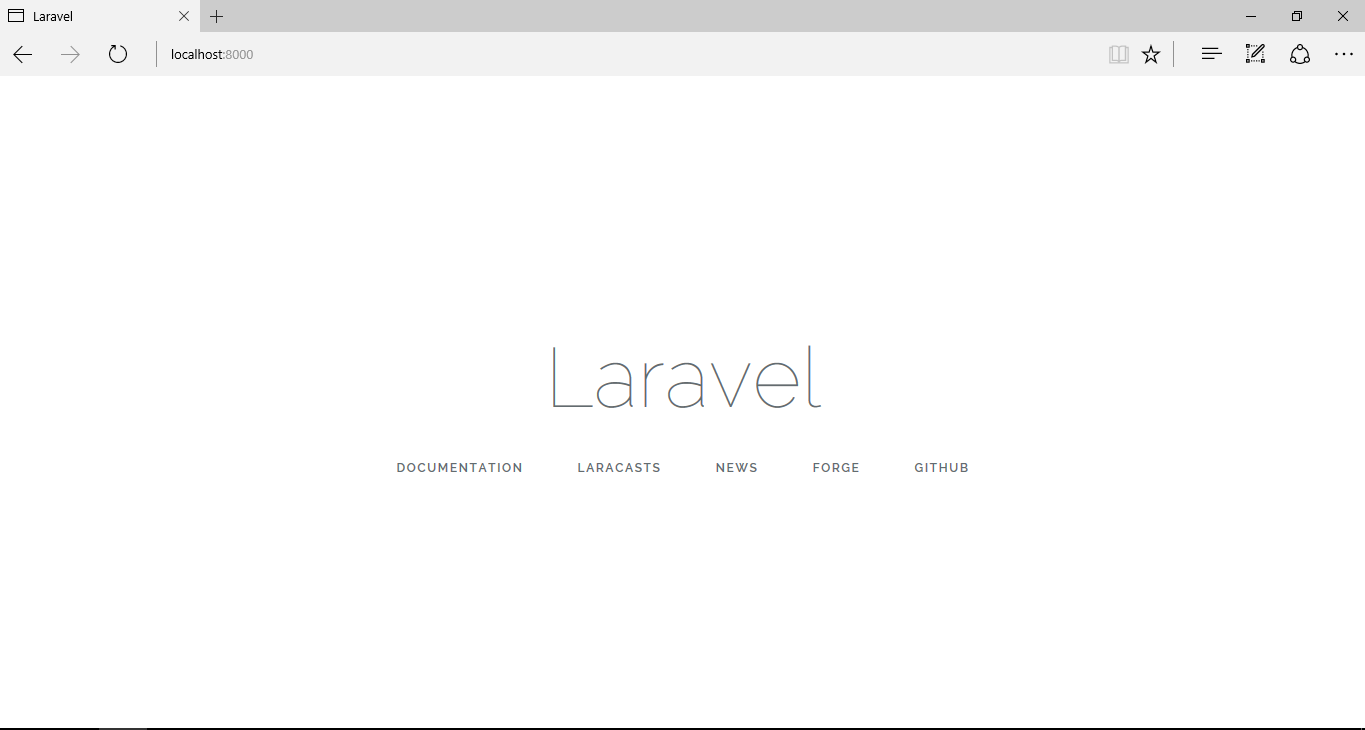 Laravel
localhost:8000
Laravel
DOCUMENTATION LARACASTS NEWS FORGE GITHUB